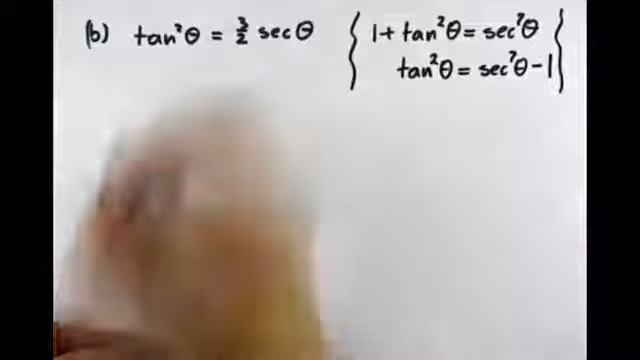 (b) tan²θ = 3/2 secθ
1 + tan²θ = sec²θ
tan²θ = sec²θ - 1